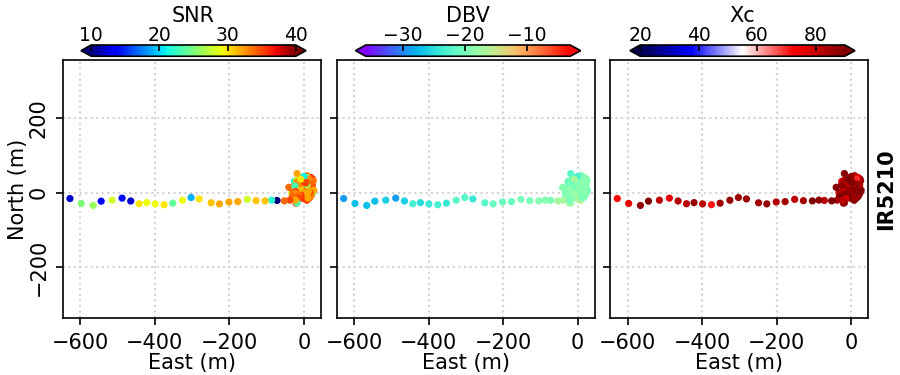 SNR DBV Xc
10 20 30 40 −30 −20 −10 20 40 60 80
200
0
−200
North (m)
IR5210
−600 −400 −200 0 −600 −400 −200 0 −600 −400 −200 0
East (m) East (m) East (m)